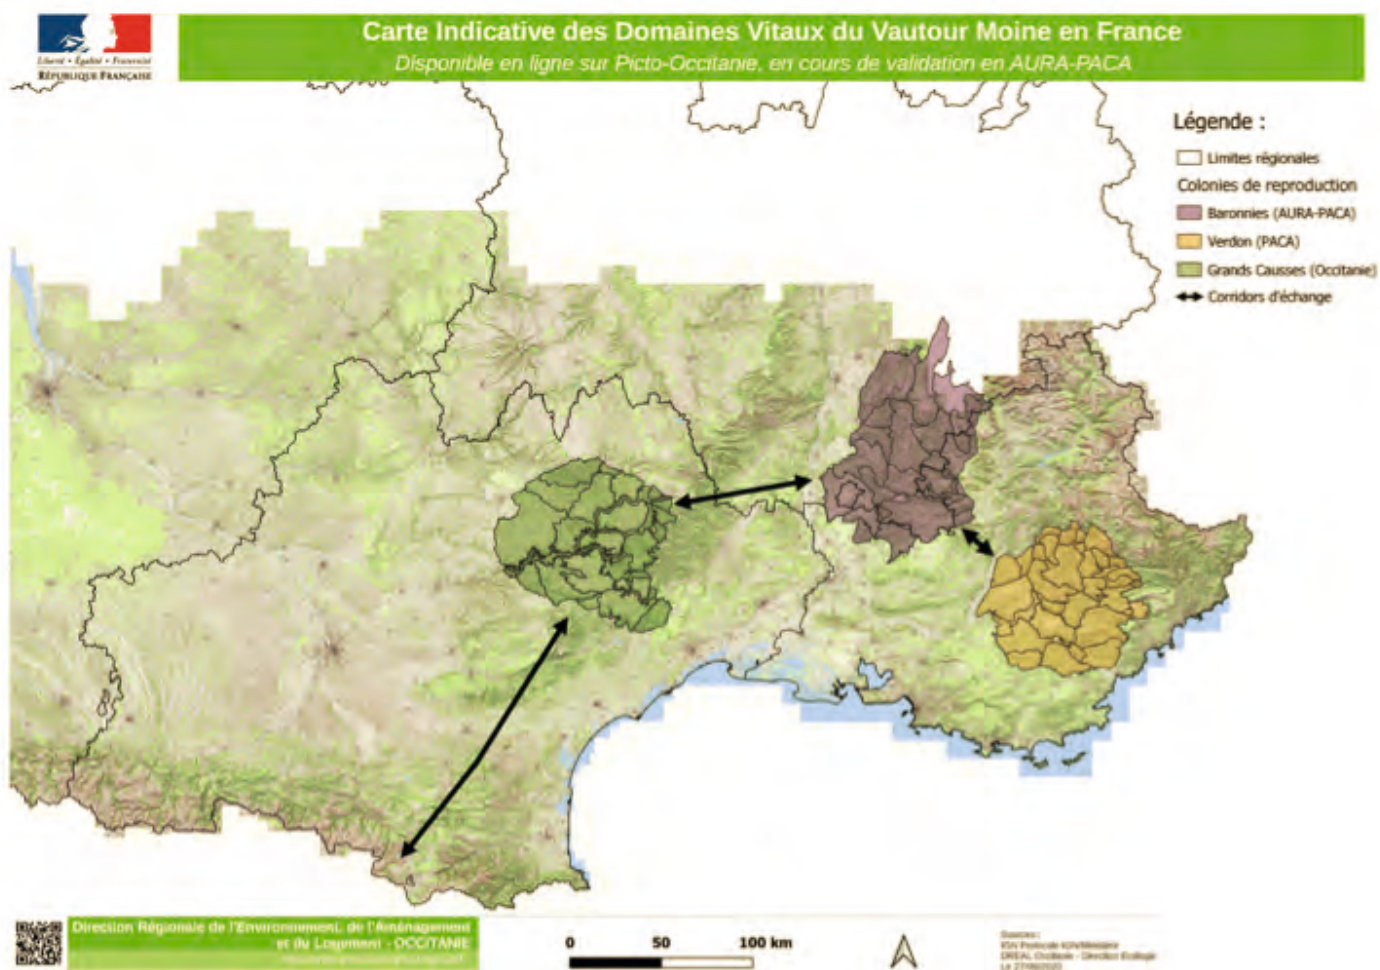 Carte Indicative des Domaines Vitaux du Vautour Moine en France
Disponible en ligne sur Picto-Occitanie, en cours de validation en AURA-PACA
Liberté • Égalité • Fraternité
RÉPUBLIQUE FRANÇAISE
Légende :
Limites régionales
Colonies de reproduction
Baronnies (AURA-PACA)
Verdon (PACA)
Grands Causses (Occitanie)
Corridors d'échange
Direction Régionale de l'Environnement, de l'Aménagement
et du Logement - OCCITANIE
0 50 100 km
Sources :
DREAL Occitanie - Direction Ecologie